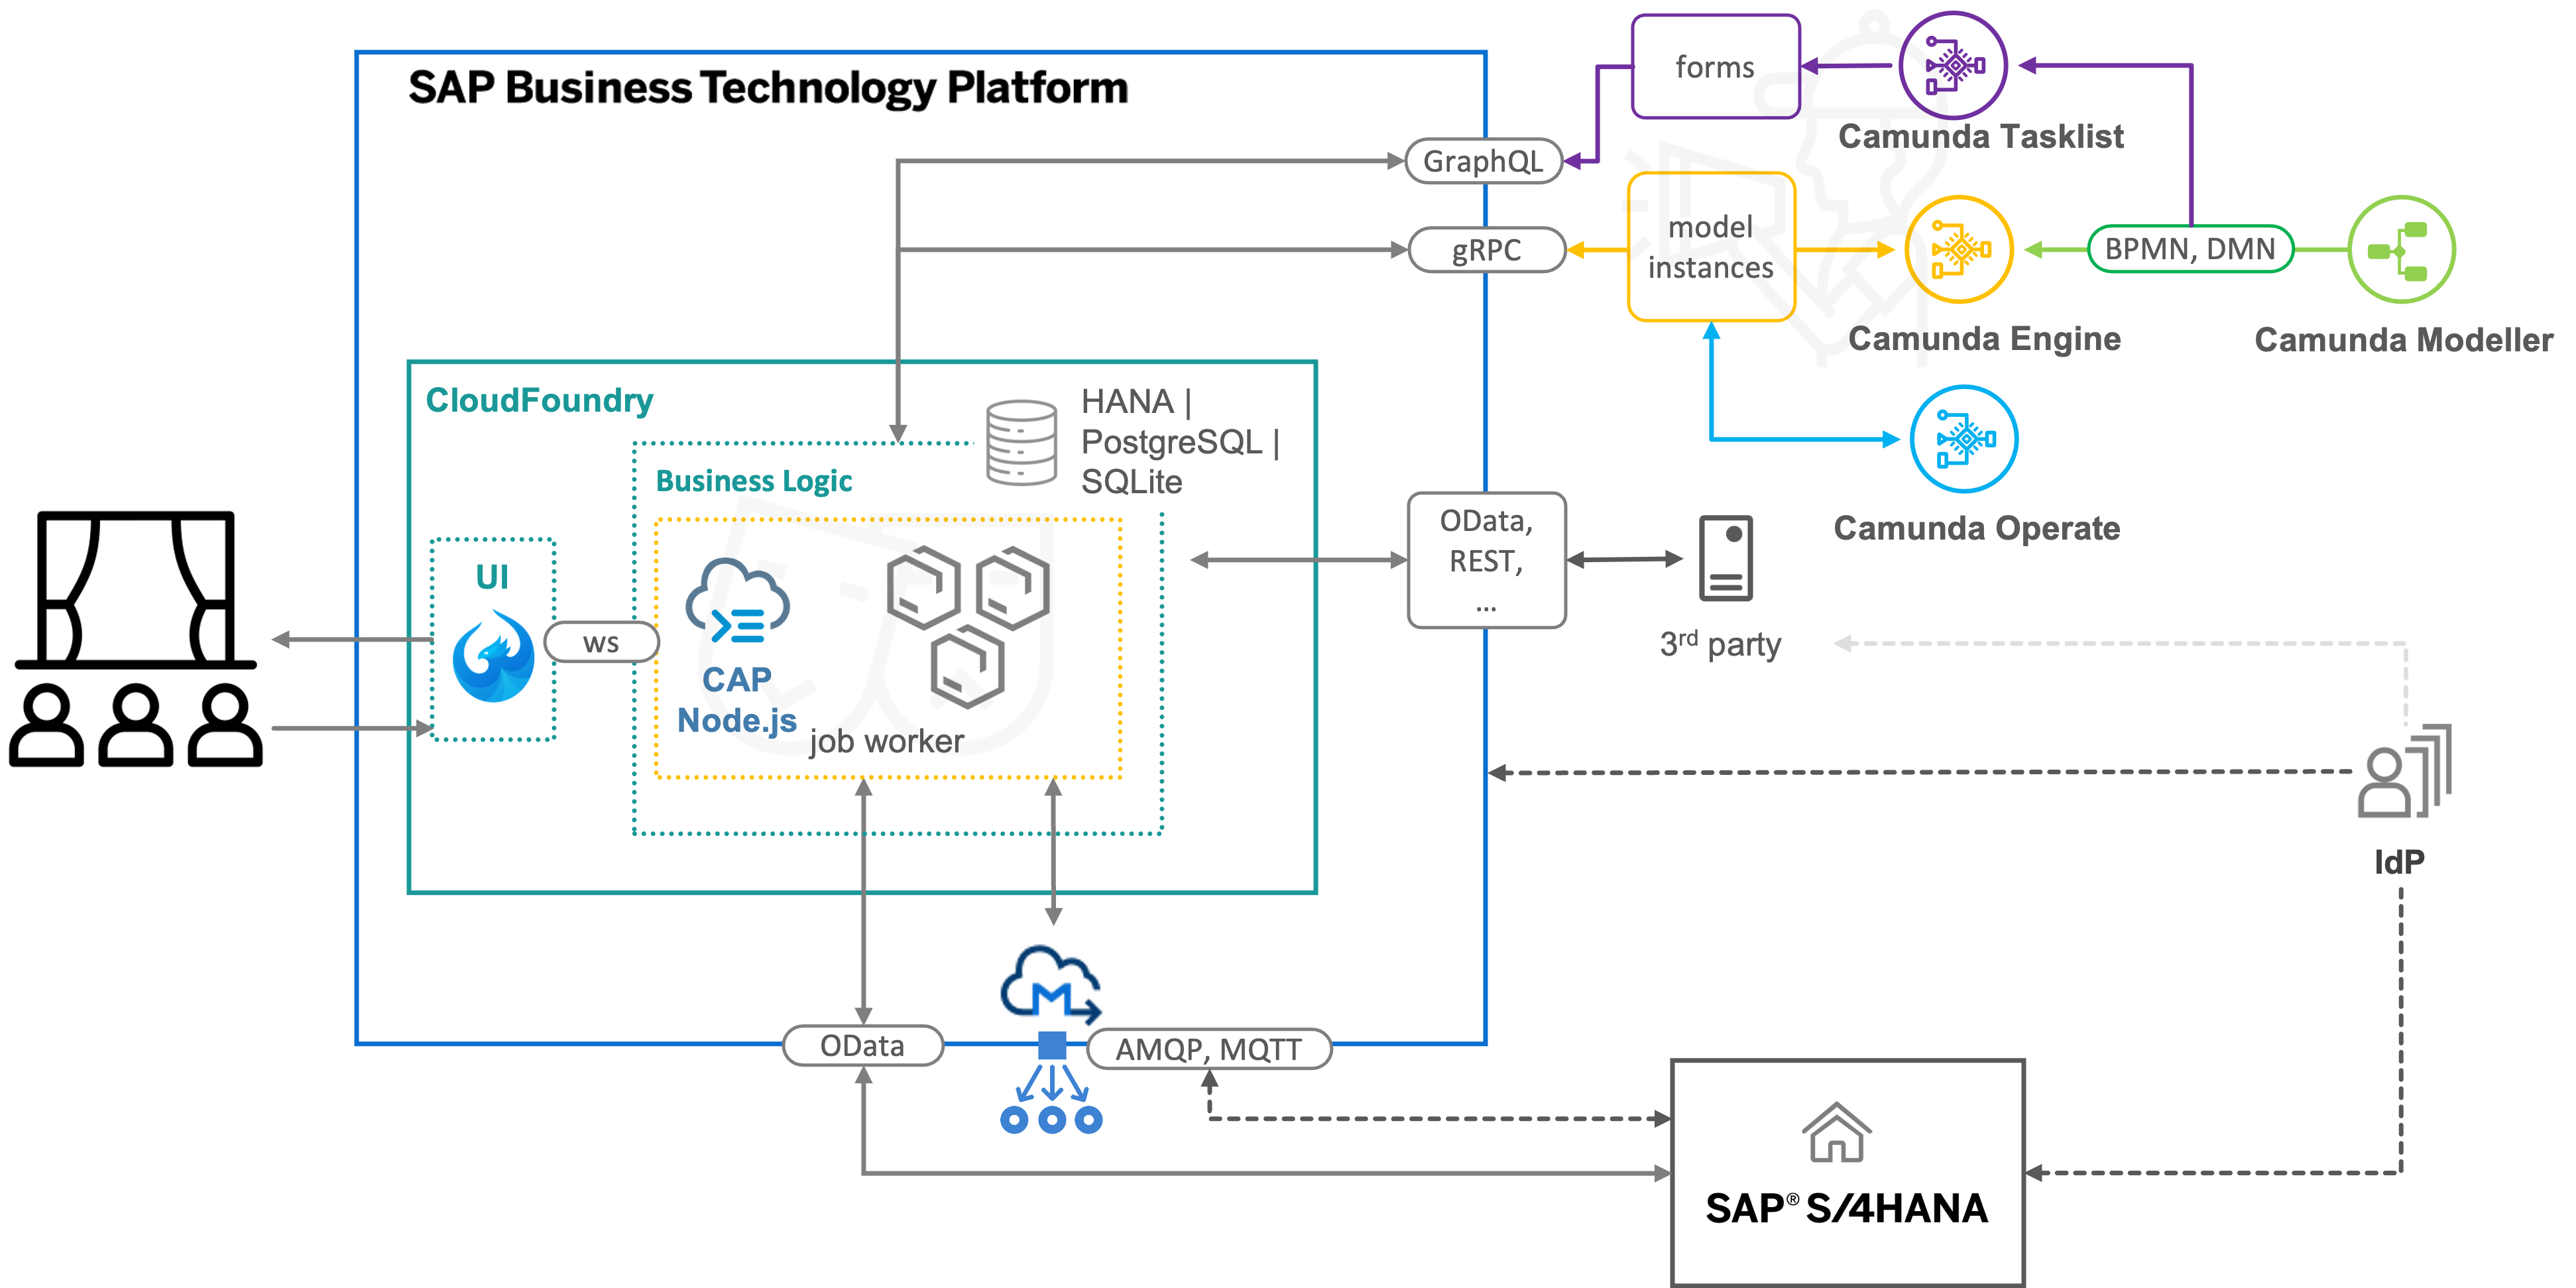 SAP Business Technology Platform
forms
Camunda Tasklist
GraphQL
gRPC
model
instances
Camunda Engine
BPMN, DMN
Camunda Modeller
Camunda Operate
CloudFoundry
HANA |
PostgreSQL |
SQLite
Business Logic
UI
ws
CAP
Node.js
job worker
OData,
REST,
...
3rd party
IdP
OData
AMQP, MQTT
SAP® S/4HANA